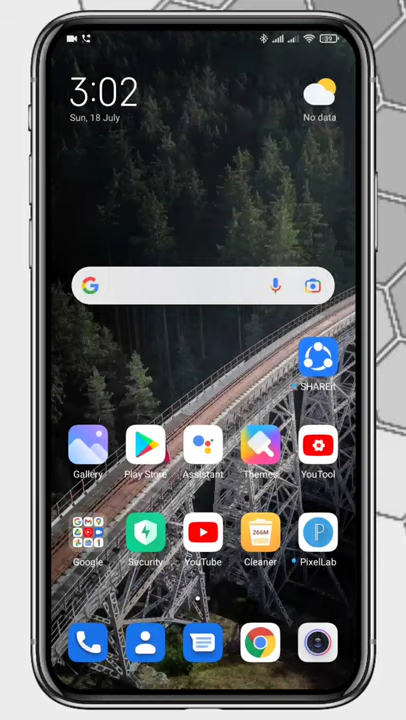 39
3:02
Sun, 18 July
No data
G
SHAREit
Gallery
Play Store
Assistant
Themes
YouTool
266M
P
Google
Security
YouTube
Cleaner
PixelLab